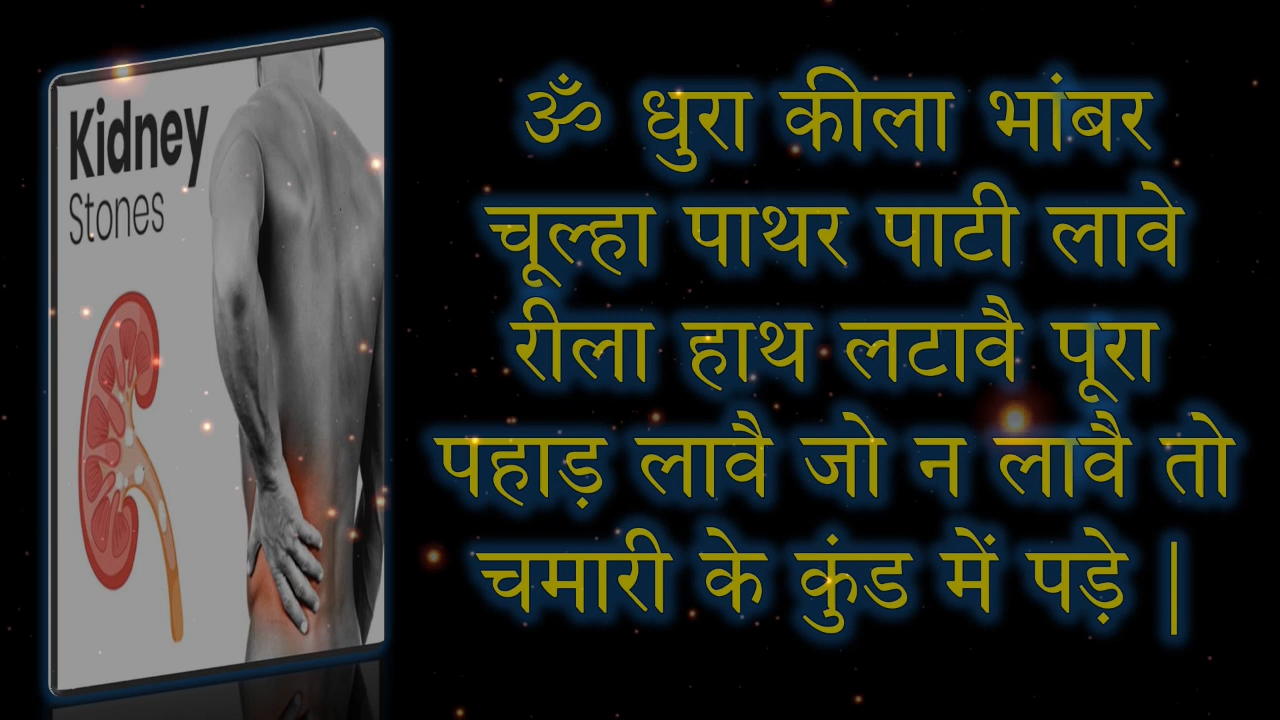 Kidney
Stones
ॐ धुरा कीला भांबर
चूल्हा पाथर पाटी लावे
रीला हाथ लटावै पूरा
पहाड़ लावै जो न लावै तो
चमारी के कुंड में पड़े |